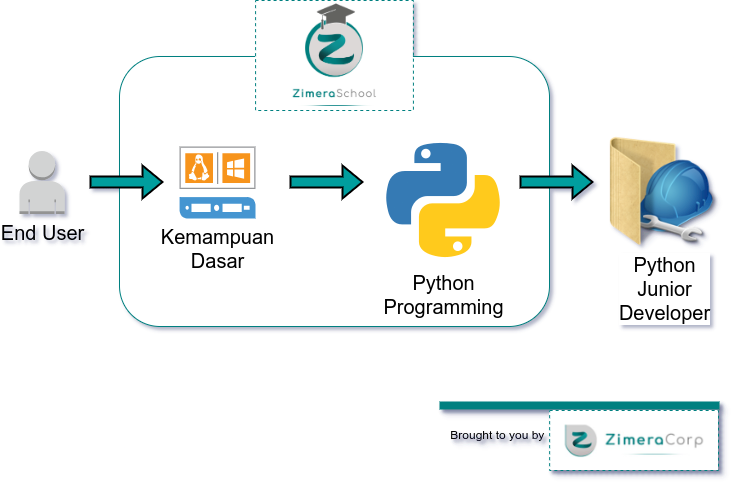 ZimeraSchool
End User
Kemampuan
Dasar
Python
Programming
Python
Junior
Developer
Brought to you by
ZimeraCorp